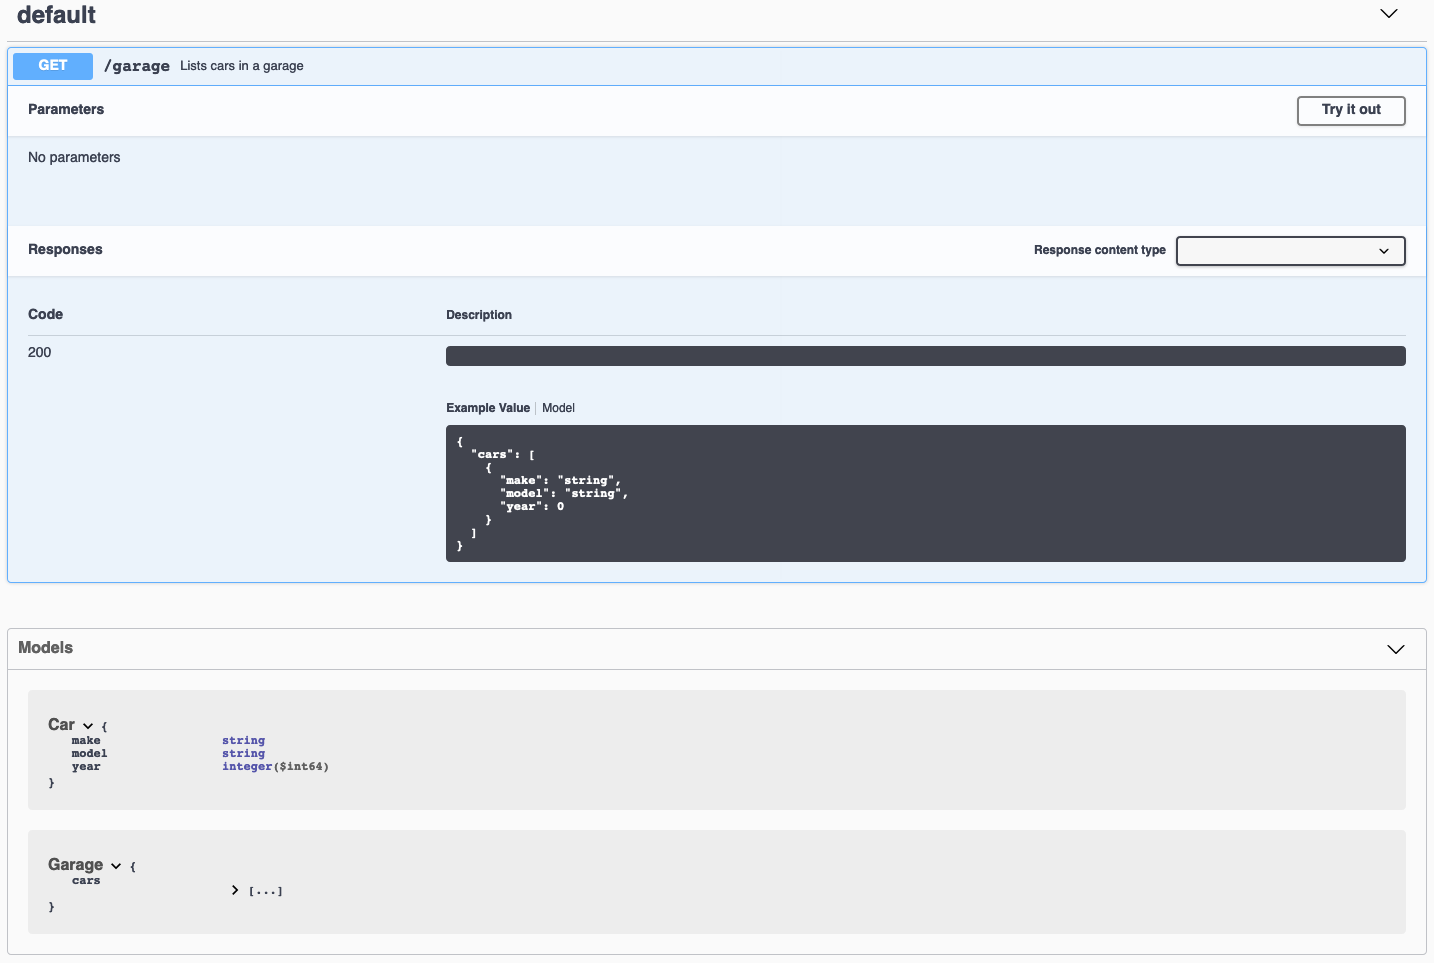 default
GET /garage Lists cars in a garage
Parameters Try it out
No parameters
Responses Response content type
Code Description
200
Example Value Model
{
"cars": [
{
"make": "string",
"model": "string",
"year": 0
}
]
}
Models
Car {
make string
model string
year integer($int64)
}
Garage {
cars
[...]
}